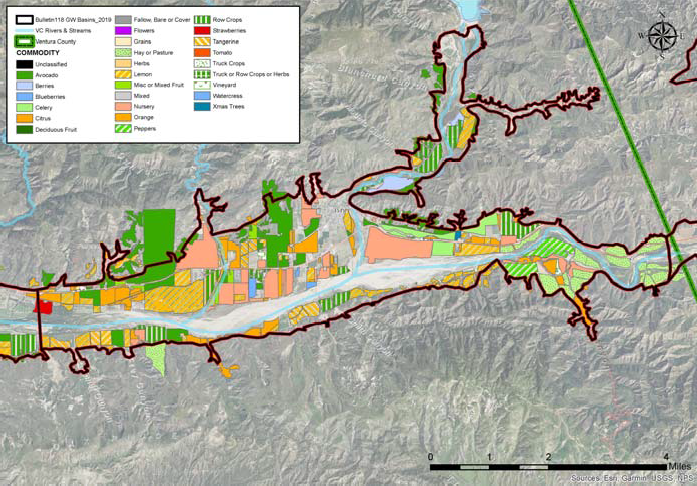 Bulletin118 GW Basins_2019
VC Rivers & Streams
Ventura County
COMMODITY
Unclassified
Avocado
Berries
Blueberries
Celery
Citrus
Deciduous Fruit
Fallow, Bare or Cover
Flowers
Grains
Hay or Pasture
Herbs
Lemon
Misc or Mixed Fruit
Mixed
Nursery
Orange
Peppers
Row Crops
Strawberries
Tangerine
Tomato
Truck Crops
Truck or Row Crops or Herbs
Vineyard
Watercress
Xmas Trees
N
W
E
S
0 1 2 4
Miles
Sources: Esri, Garmin, USGS, NPS